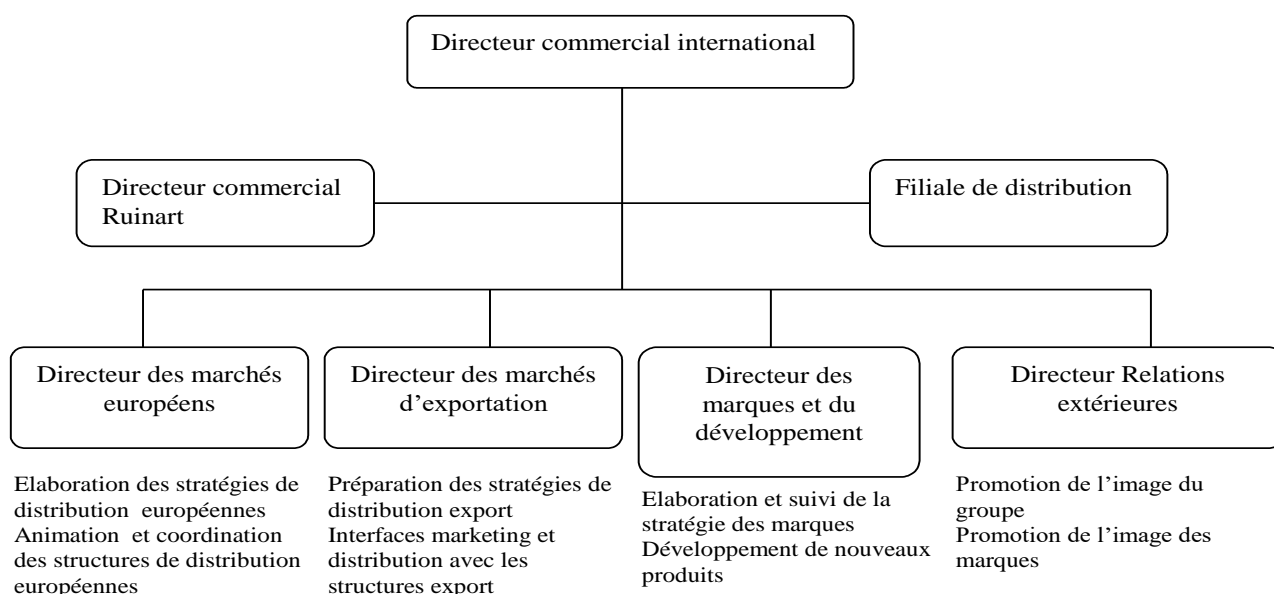 Directeur commercial international
Directeur commercial
Ruinart
Filiale de distribution
Directeur des marchés
européens
Directeur des marchés
d’exportation
Directeur des
marques et du
développement
Directeur Relations
extérieures
Elaboration des stratégies de
distribution européennes
Animation et coordination
des structures de distribution
européennes
Préparation des stratégies de
distribution export
Interfaces marketing et
distribution avec les
structures export
Elaboration et suivi de la
stratégie des marques
Développement de nouveaux
produits
Promotion de l’image du
groupe
Promotion de l’image des
marques